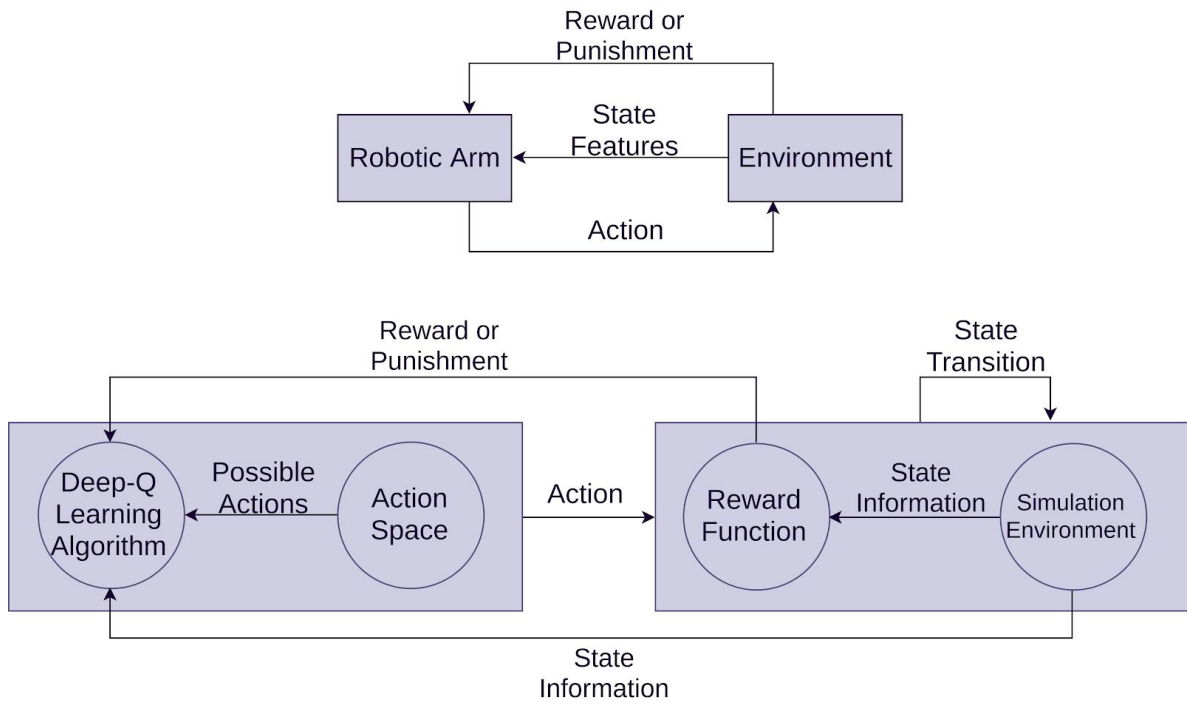 Reward or
Punishment
State
Features
Robotic Arm
Environment
Action
Reward or
Punishment
State
Transition
Deep-Q
Learning
Algorithm
Possible
Actions
Action
Space
Action
Reward
Function
State
Information
Simulation
Environment
State
Information